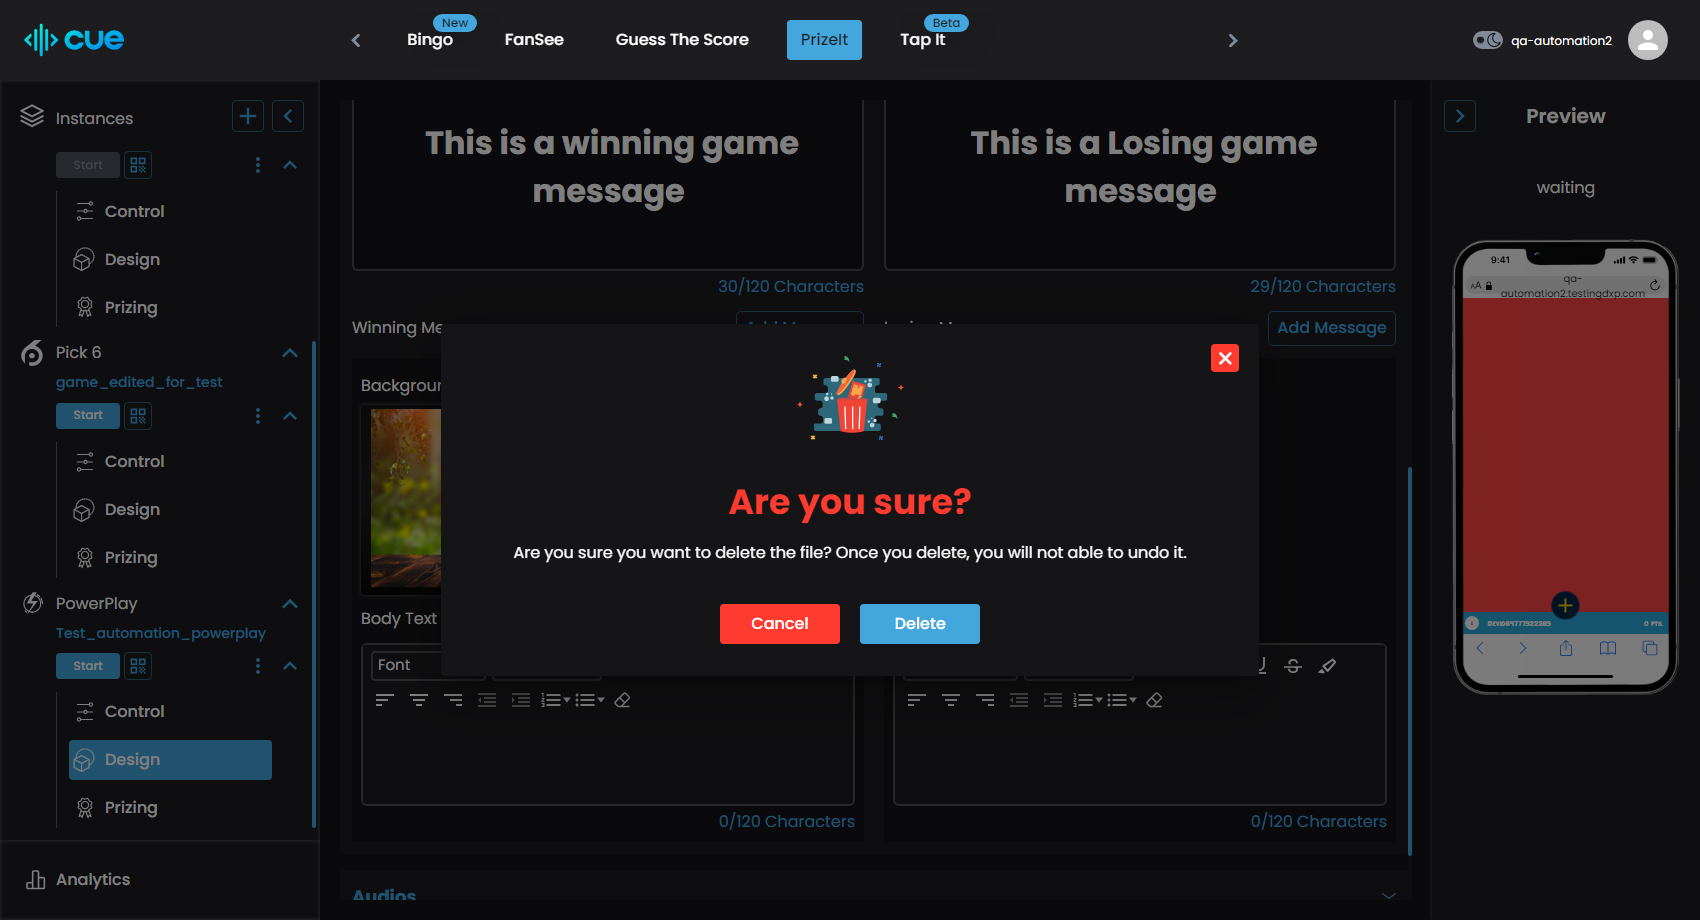 cue
New
Bingo
FanSee
Guess The Score
PrizeIt
Beta
Tap It
qa-automation2
Instances
Start
Control
Design
Prizing
Pick 6
game_edited_for_test
Start
Control
Design
Prizing
PowerPlay
Test_automation_powerplay
Start
Control
Design
Prizing
Analytics
This is a winning game
message
30/120 Characters
This is a Losing game
message
29/120 Characters
Winning Me
Add Message
Backgroun
Body Text
Font
0/120 Characters
0/120 Characters
Audios
Are you sure?
Are you sure you want to delete the file? Once you delete, you will not able to undo it.
Cancel
Delete
Preview
waiting
9:41
AA
qa-
automation2.testingdxp.com
0 PTS.